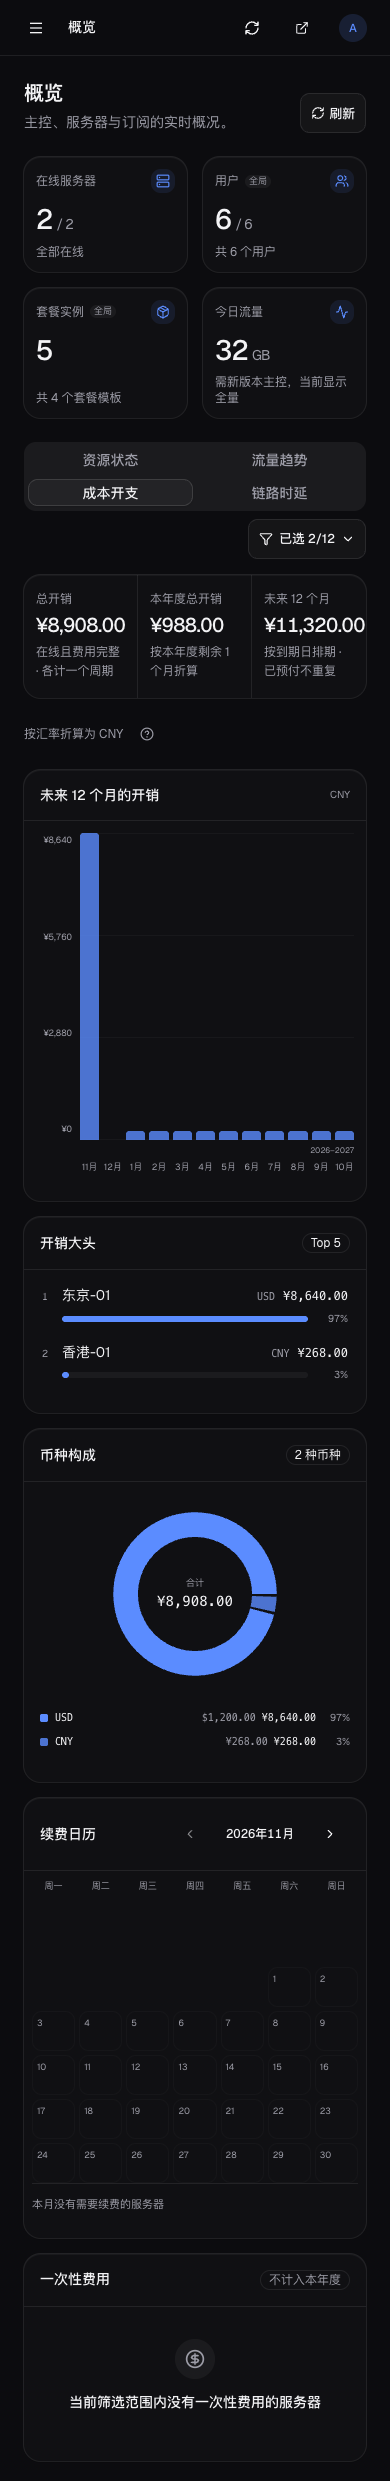 概览
A
概览
主控、服务器与订阅的实时概况。
刷新
在线服务器
2 / 2
全部在线
用户 全局
6 / 6
共 6 个用户
套餐实例 全局
5
共 4 个套餐模板
今日流量
32 GB
需新版本主控，当前显示
全量
资源状态
流量趋势
成本开支
链路时延
已选 2/12
总开销
¥8,908.00
在线且费用完整
· 各计一个周期
本年度总开销
¥988.00
按本年度剩余 1
个月折算
未来 12 个月
¥11,320.00
按到期日排期 ·
已预付不重复
按汇率折算为 CNY
未来 12 个月的开销
CNY
¥8,640
¥5,760
¥2,880
¥0
2026–2027
11月 12月 1月 2月 3月 4月 5月 6月 7月 8月 9月 10月
开销大头
Top 5
1 东京-01 USD ¥8,640.00
97%
2 香港-01 CNY ¥268.00
3%
币种构成
2 种币种
合计
¥8,908.00
USD $1,200.00 ¥8,640.00 97%
CNY ¥268.00 ¥268.00 3%
续费日历
2026年11月
周一 周二 周三 周四 周五 周六 周日
1 2
3 4 5 6 7 8 9
10 11 12 13 14 15 16
17 18 19 20 21 22 23
24 25 26 27 28 29 30
本月没有需要续费的服务器
一次性费用
不计入本年度
当前筛选范围内没有一次性费用的服务器